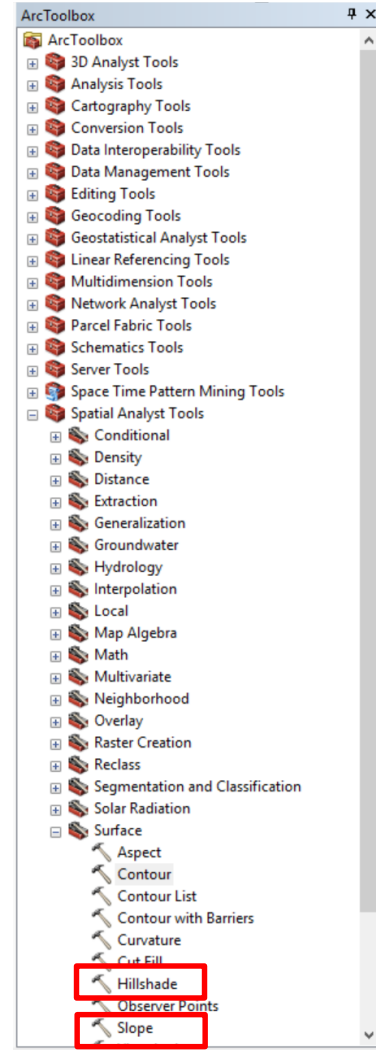 ArcToolbox
ArcToolbox
3D Analyst Tools
Analysis Tools
Cartography Tools
Conversion Tools
Data Interoperability Tools
Data Management Tools
Editing Tools
Geocoding Tools
Geostatistical Analyst Tools
Linear Referencing Tools
Multidimension Tools
Network Analyst Tools
Parcel Fabric Tools
Schematics Tools
Server Tools
Space Time Pattern Mining Tools
Spatial Analyst Tools
Conditional
Density
Distance
Extraction
Generalization
Groundwater
Hydrology
Interpolation
Local
Map Algebra
Math
Multivariate
Neighborhood
Overlay
Raster Creation
Reclass
Segmentation and Classification
Solar Radiation
Surface
Aspect
Contour
Contour List
Contour with Barriers
Curvature
Cut Fill
Hillshade
Observer Points
Slope